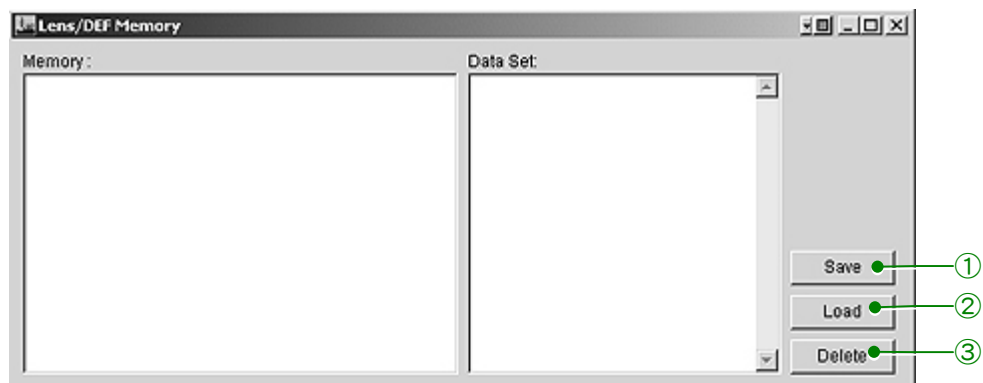 Lens/DEF Memory
Memory :
Data Set:
Save ①
Load ②
Delete ③